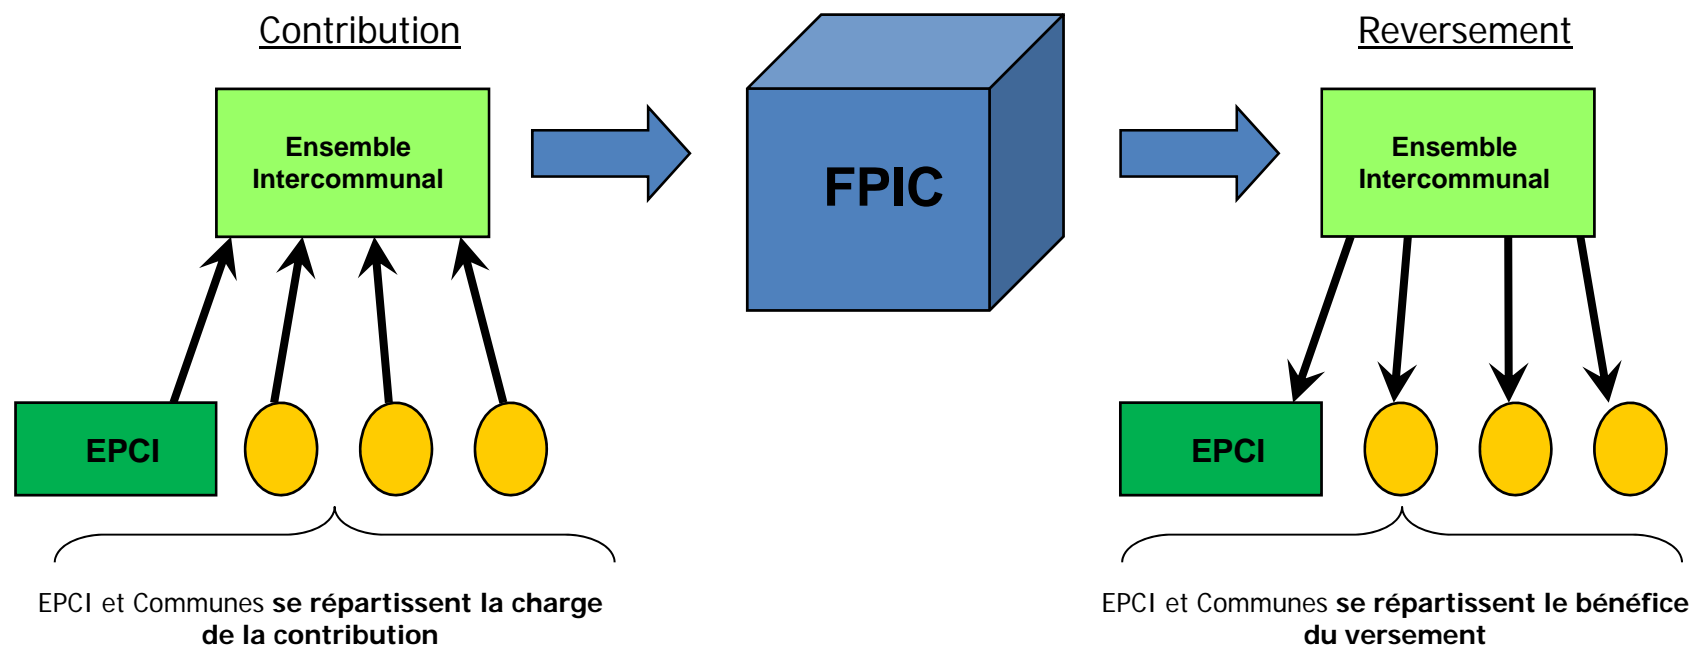 Contribution
Ensemble
Intercommunal
EPCI
EPCI et Communes se répartissent la charge
de la contribution
FPIC
Reversement
Ensemble
Intercommunal
EPCI
EPCI et Communes se répartissent le bénéfice
du versement